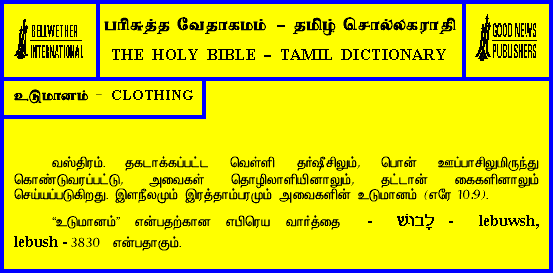 BELLWETHER
INTERNATIONAL
பரிசுத்த வேதாகமம் – தமிழ் சொல்லகராதி
THE HOLY BIBLE – TAMIL DICTIONARY
GOOD NEWS
PUBLISHERS
உடுமானம் – CLOTHING
வஸ்திரம். தகடாக்கப்பட்ட வெள்ளி தர்ஷீசிலும், பொன் ஊப்பாசிலுமிருந்து
கொண்டுவரப்பட்டு, அவைகள் தொழிலாளியினாலும், தட்டான் கைகளினாலும்
செய்யப்படுகிறது. இளநீலமும் இரத்தாம்பரமும் அவைகளின் உடுமானம் (எரே 10:9).
“உடுமானம்” என்பதற்கான எபிரெய வார்த்தை - לָבוּשׁ - lebuwsh,
lebush - 3830 என்பதாகும்.